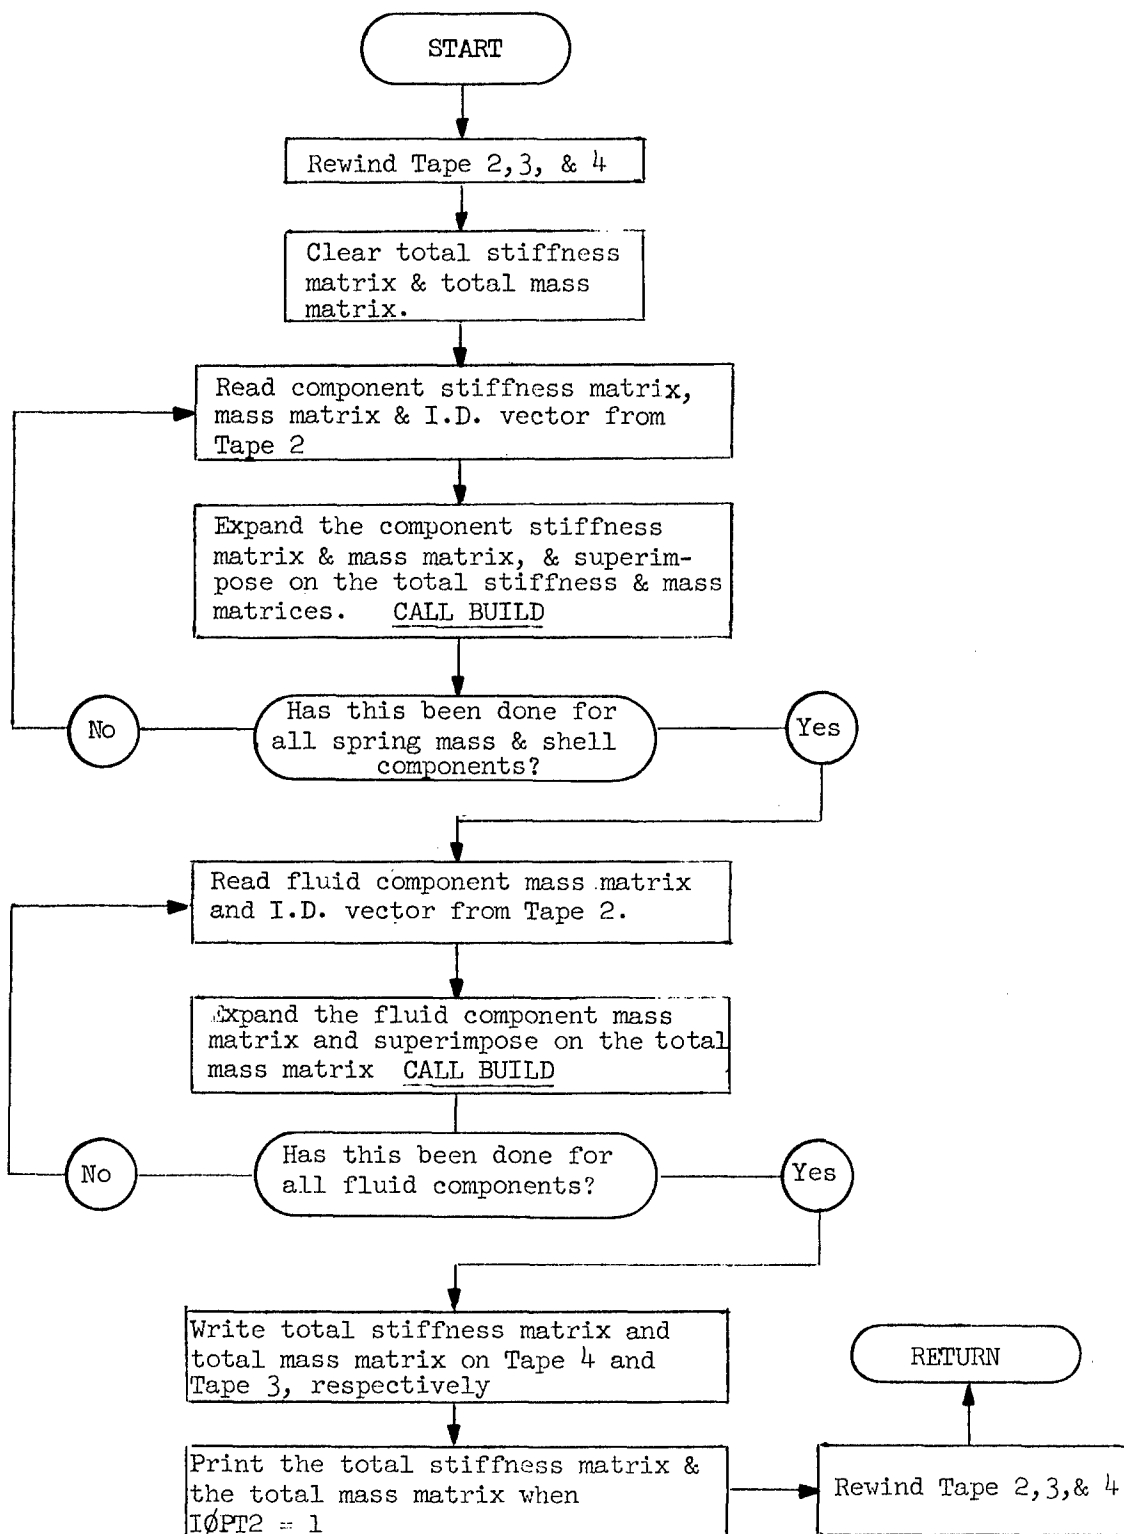 START
Rewind Tape 2,3, & 4
Clear total stiffness
matrix & total mass
matrix.
Read component stiffness matrix,
mass matrix & I.D. vector from
Tape 2
Expand the component stiffness
matrix & mass matrix, & superim-
pose on the total stiffness & mass
matrices. CALL BUILD
No
Has this been done for
all spring mass & shell
components?
Yes
Read fluid component mass matrix
and I.D. vector from Tape 2.
Expand the fluid component mass
matrix and superimpose on the total
mass matrix CALL BUILD
No
Has this been done for
all fluid components?
Yes
Write total stiffness matrix and
total mass matrix on Tape 4 and
Tape 3, respectively
RETURN
Print the total stiffness matrix &
the total mass matrix when
IØPT2 = 1
Rewind Tape 2,3,& 4